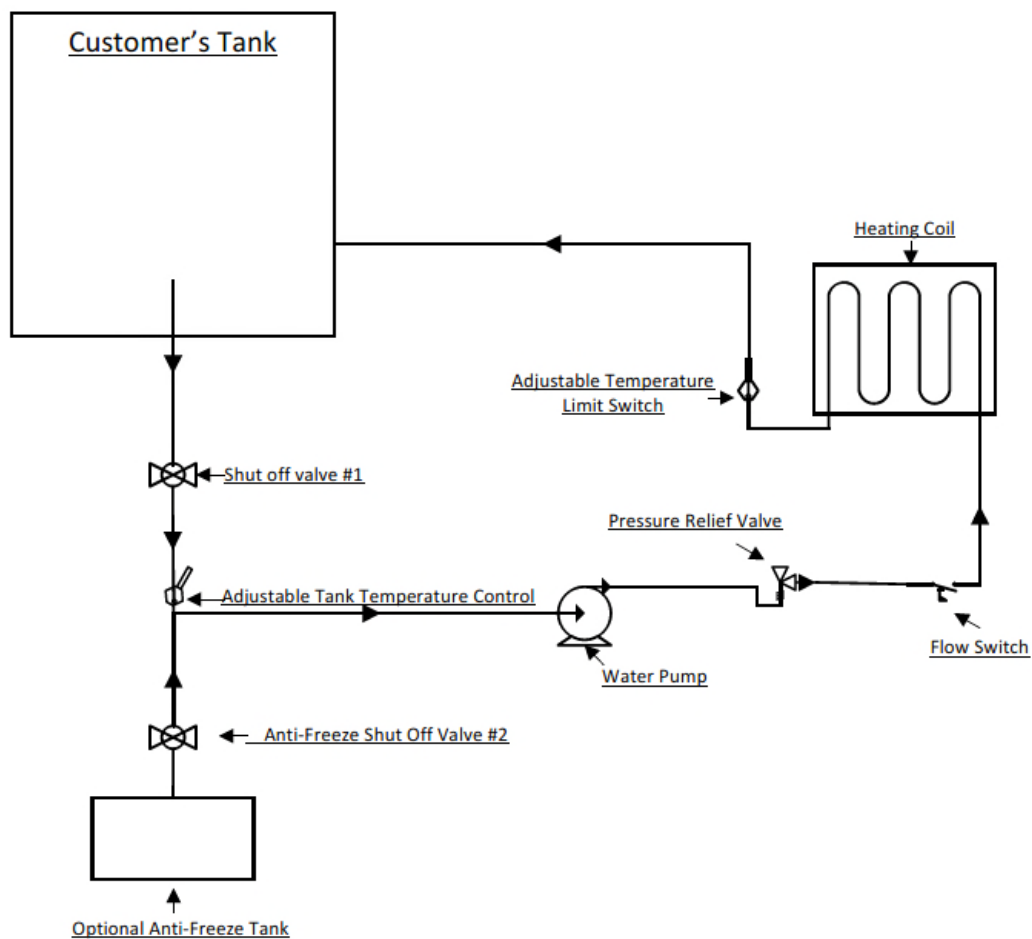 Customer’s Tank
Heating Coil
Adjustable Temperature
Limit Switch
Shut off valve #1
Pressure Relief Valve
Adjustable Tank Temperature Control
Flow Switch
Water Pump
Anti-Freeze Shut Off Valve #2
Optional Anti-Freeze Tank